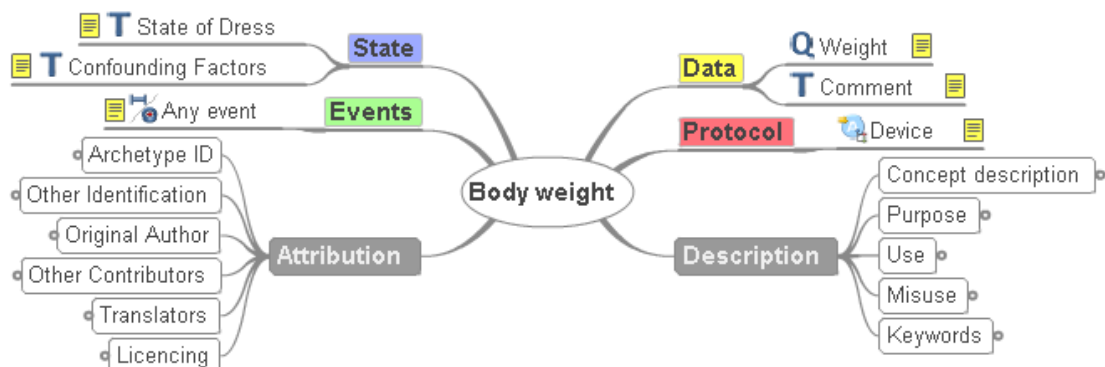 Body weight
State
T State of Dress
T Confounding Factors
Events
Any event
Attribution
Archetype ID
Other Identification
Original Author
Other Contributors
Translators
Licencing
Data
Q Weight
T Comment
Protocol
Device
Description
Concept description
Purpose
Use
Misuse
Keywords